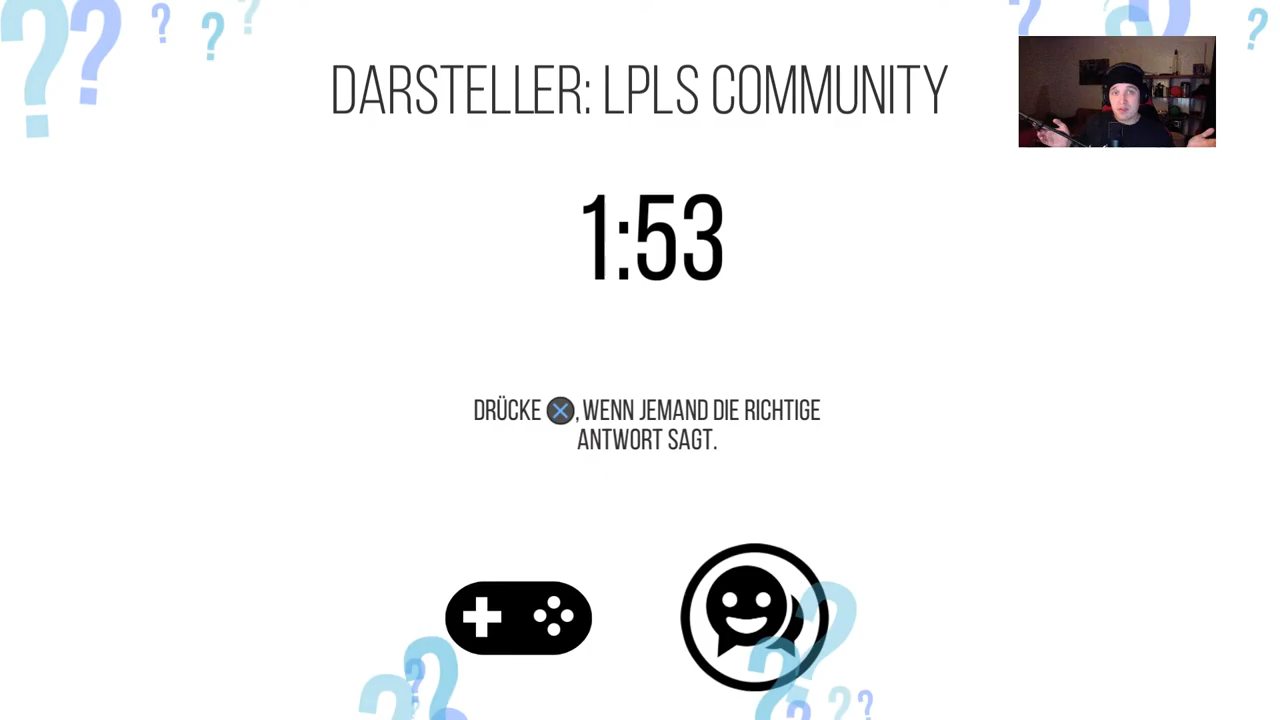 DARSTELLER: LPLS COMMUNITY
1:53
DRÜCKE , WENN JEMAND DIE RICHTIGE
ANTWORT SAGT.